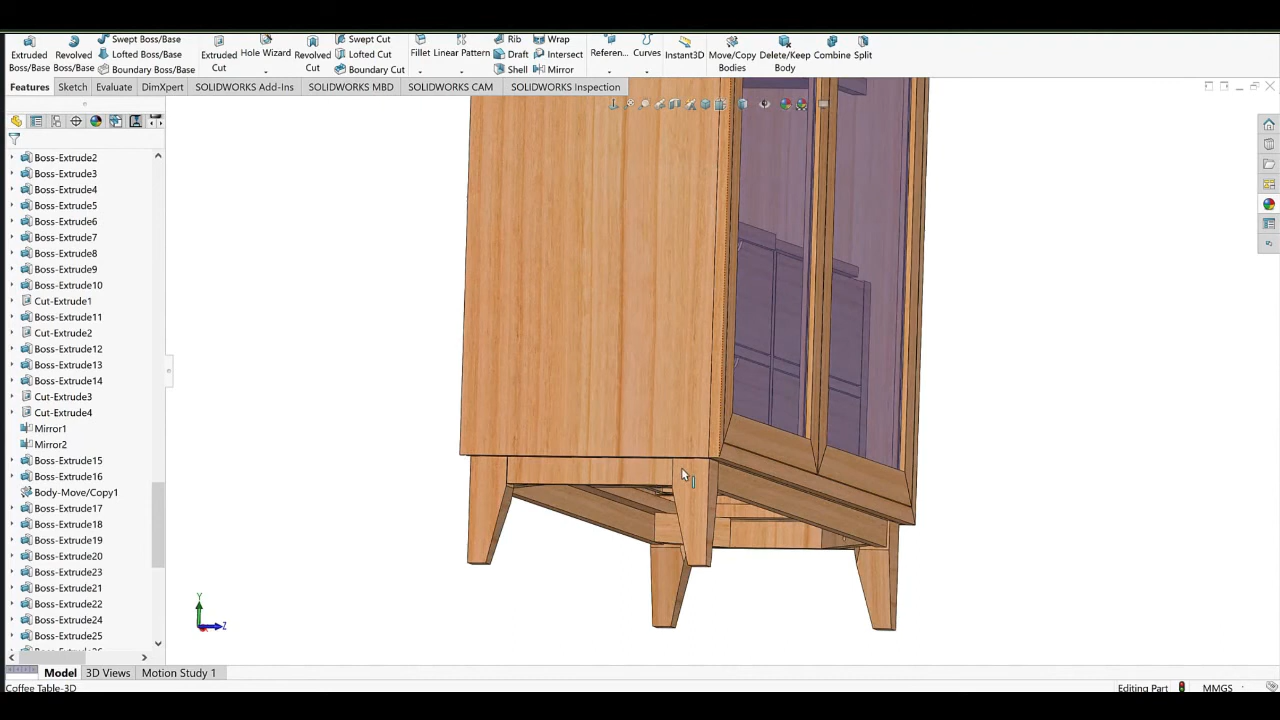 Extruded Boss/Base
Revolved Boss/Base
Swept Boss/Base
Lofted Boss/Base
Boundary Boss/Base
Extruded Cut
Hole Wizard
Revolved Cut
Swept Cut
Lofted Cut
Boundary Cut
Fillet
Linear Pattern
Rib
Draft
Shell
Wrap
Intersect
Mirror
Referen...
Curves
Instant3D
Move/Copy Bodies
Delete/Keep Body
Combine
Split
Features Sketch Evaluate DimXpert SOLIDWORKS Add-Ins SOLIDWORKS MBD SOLIDWORKS CAM SOLIDWORKS Inspection
Boss-Extrude2
Boss-Extrude3
Boss-Extrude4
Boss-Extrude5
Boss-Extrude6
Boss-Extrude7
Boss-Extrude8
Boss-Extrude9
Boss-Extrude10
Cut-Extrude1
Boss-Extrude11
Cut-Extrude2
Boss-Extrude12
Boss-Extrude13
Boss-Extrude14
Cut-Extrude3
Cut-Extrude4
Mirror1
Mirror2
Boss-Extrude15
Boss-Extrude16
Body-Move/Copy1
Boss-Extrude17
Boss-Extrude18
Boss-Extrude19
Boss-Extrude20
Boss-Extrude23
Boss-Extrude21
Boss-Extrude22
Boss-Extrude24
Boss-Extrude25
Y
Z
Model 3D Views Motion Study 1
Coffee Table-3D
Editing Part
MMGS